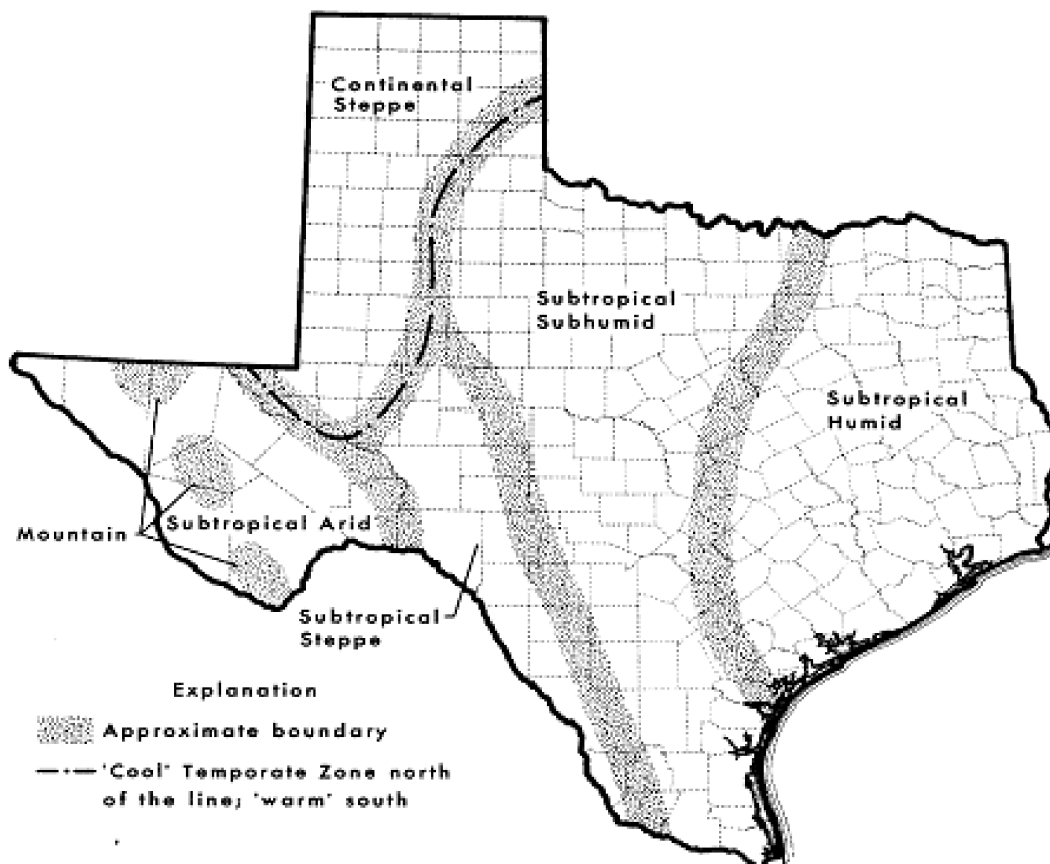 Continental
Steppe
Subtropical
Subhumid
Subtropical
Humid
Mountain
Subtropical Arid
Subtropical
Steppe
Explanation
Approximate boundary
'Cool' Temporate Zone north
of the line; 'warm' south